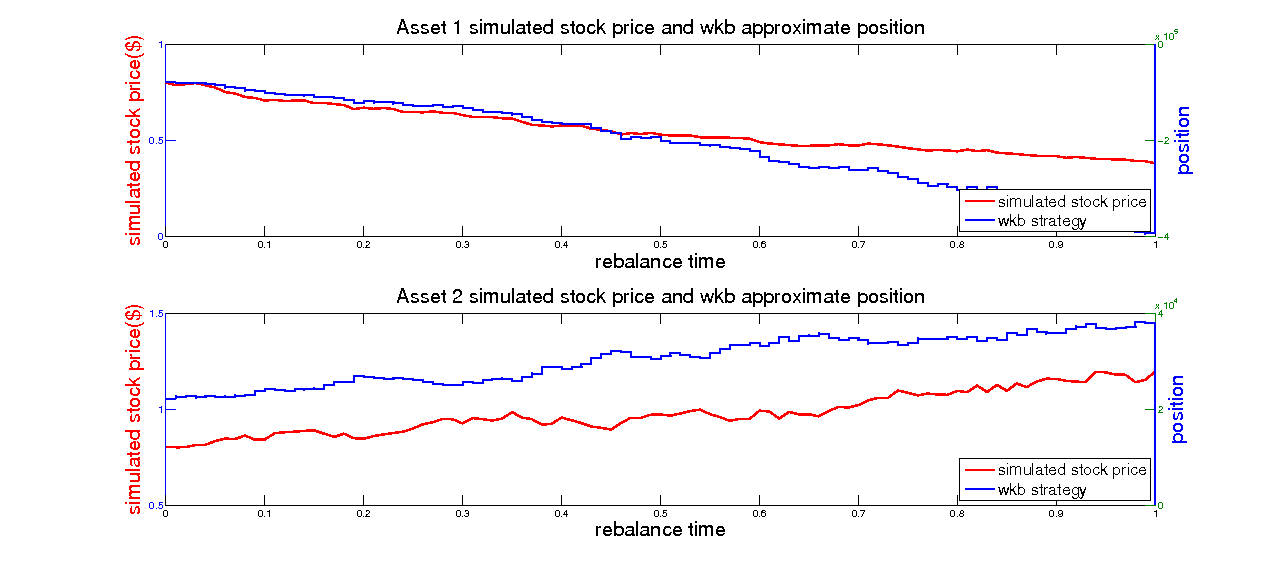 Asset 1 simulated stock price and wkb approximate position
x 10^5
1
0.5
0
simulated stock price($)
0
−2
−4
position
simulated stock price
wkb strategy
0 0.1 0.2 0.3 0.4 0.5 0.6 0.7 0.8 0.9 1
rebalance time
Asset 2 simulated stock price and wkb approximate position
x 10^4
1.5
1
0.5
simulated stock price($)
4
2
0
position
simulated stock price
wkb strategy
0 0.1 0.2 0.3 0.4 0.5 0.6 0.7 0.8 0.9 1
rebalance time